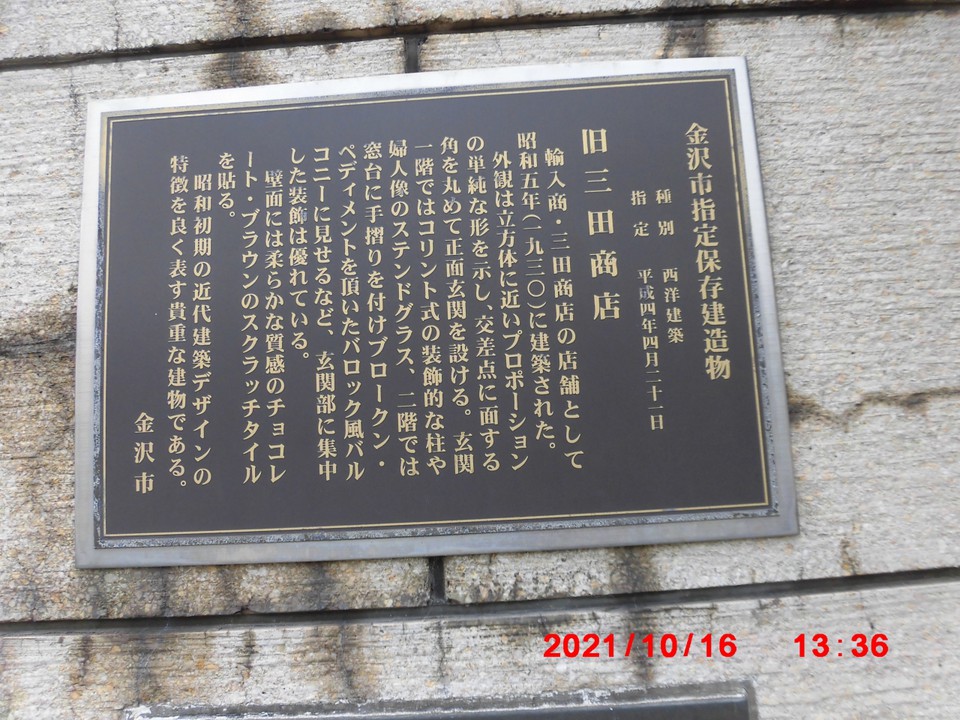 金沢市指定保存建造物
種別 西洋建築
指定 平成四年四月二十一日
旧三田商店
輸入商・三田商店の店舗として
昭和五年(一九三〇)に建築された。
外観は立方体に近いプロポーション
の単純な形を示し、交差点に面する
角を丸めて正面玄関を設ける。玄関
一階ではコリント式の装飾的な柱や
婦人像のステンドグラス、二階では
窓台に手摺りを付けブロークン・
ペディメントを頂いたバロック風バル
コニーに見せるなど、玄関部に集中
した装飾は優れている。
壁面には柔らかな質感のチョコレ
ート・ブラウンのスクラッチタイル
を貼る。
昭和初期の近代建築デザインの
特徴を良く表す貴重な建物である。
金沢市
2021/10/16 13:36